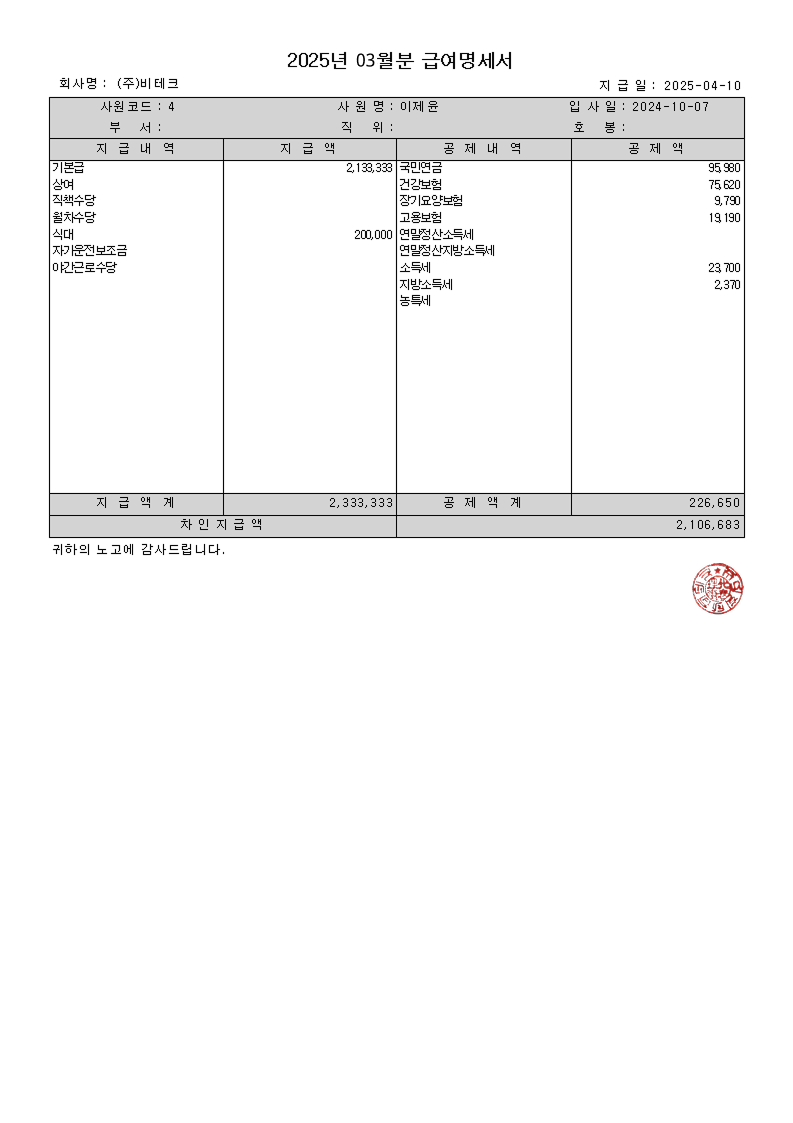 2025년 03월분 급여명세서
회사명 : (주)비테크 지 급 일 : 2025-04-10
사원코드 : 4 사 원 명 : 이제윤 입 사 일 : 2024-10-07
부 서 : 직 위 : 호 봉 :
지 급 내 역 지 급 액 공 제 내 역 공 제 액
기본급 2,133,333 국민연금 95,980
상여 건강보험 75,620
직책수당 장기요양보험 9,790
월차수당 고용보험 19,190
식대 200,000 연말정산소득세
자가운전보조금 연말정산지방소득세
야간근로수당 소득세 23,700
지방소득세 2,370
농특세
지 급 액 계 2,333,333 공 제 액 계 226,650
차 인 지 급 액 2,106,683
귀하의 노고에 감사드립니다.